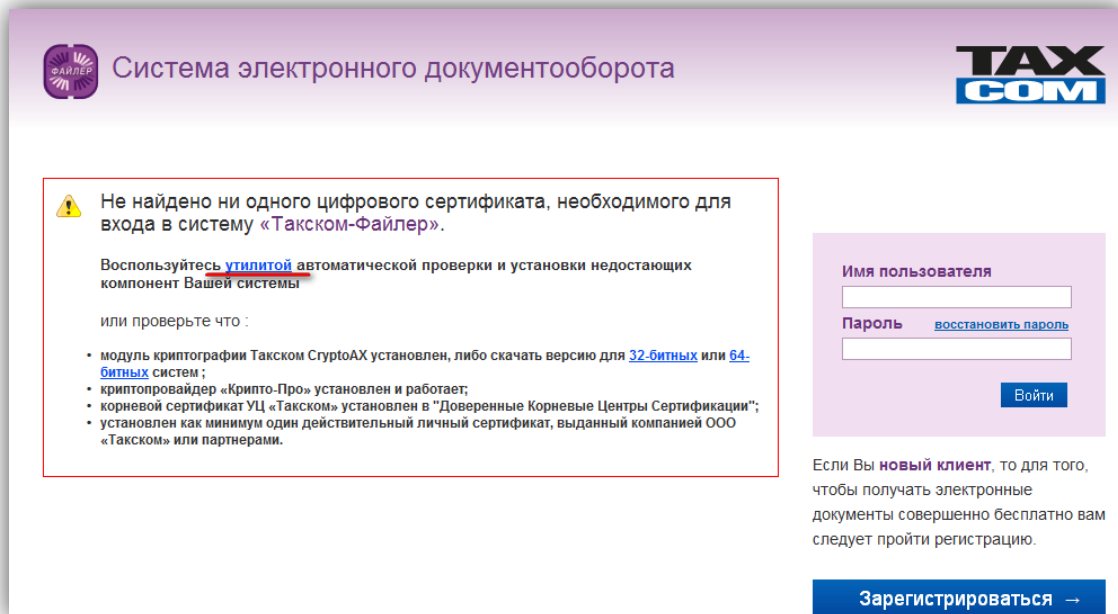 ФАЙЛЕР
Система электронного документооборота
TAX
COM
Не найдено ни одного цифрового сертификата, необходимого для
входа в систему «Такском-Файлер».
Воспользуйтесь утилитой автоматической проверки и установки недостающих
компонент Вашей системы
или проверьте что :
• модуль криптографии Такском CryptoAX установлен, либо скачать версию для 32-битных или 64-
битных систем ;
• криптопровайдер «Крипто-Про» установлен и работает;
• корневой сертификат УЦ «Такском» установлен в "Доверенные Корневые Центры Сертификации";
• установлен как минимум один действительный личный сертификат, выданный компанией ООО
«Такском» или партнерами.
Имя пользователя
Пароль восстановить пароль
Войти
Если Вы новый клиент, то для того,
чтобы получать электронные
документы совершенно бесплатно вам
следует пройти регистрацию.
Зарегистрироваться →